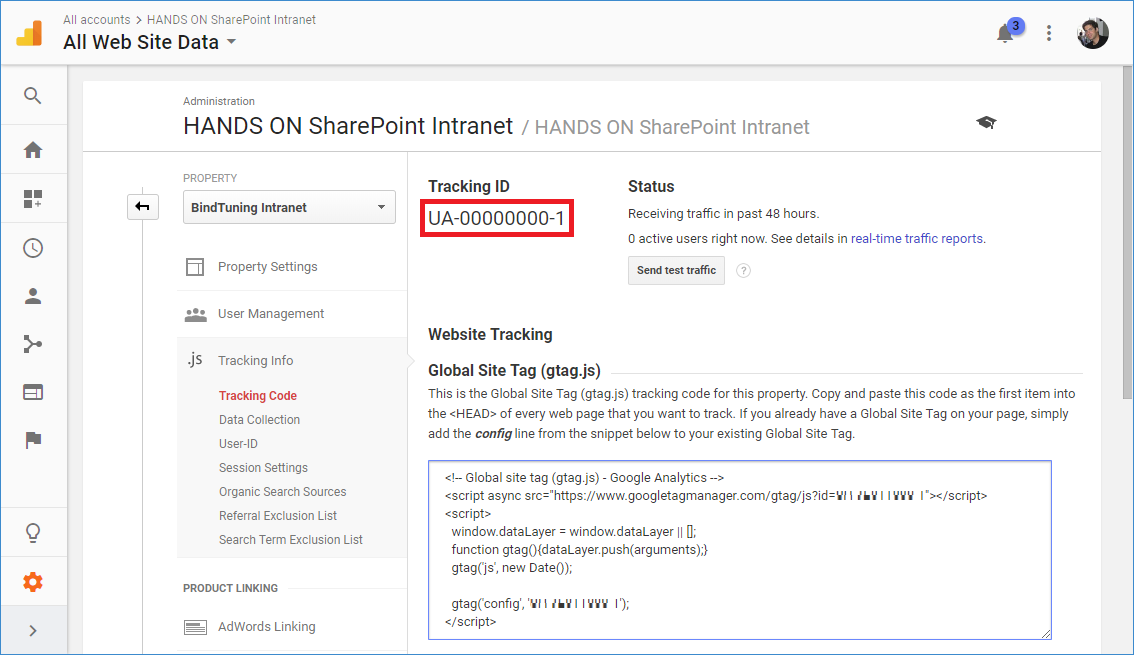 All accounts > HANDS ON SharePoint Intranet
All Web Site Data
3
Administration
HANDS ON SharePoint Intranet / HANDS ON SharePoint Intranet
PROPERTY
BindTuning Intranet
Property Settings
User Management
.js Tracking Info
Tracking Code
Data Collection
User-ID
Session Settings
Organic Search Sources
Referral Exclusion List
Search Term Exclusion List
PRODUCT LINKING
AdWords Linking
Tracking ID
UA-00000000-1
Status
Receiving traffic in past 48 hours.
0 active users right now. See details in real-time traffic reports.
Send test traffic ?
Website Tracking
Global Site Tag (gtag.js)
This is the Global Site Tag (gtag.js) tracking code for this property. Copy and paste this code as the first item into
the <HEAD> of every web page that you want to track. If you already have a Global Site Tag on your page, simply
add the config line from the snippet below to your existing Global Site Tag.
<!-- Global site tag (gtag.js) - Google Analytics -->
<script async src="https://www.googletagmanager.com/gtag/js?id="></script>
<script>
window.dataLayer = window.dataLayer || [];
function gtag(){dataLayer.push(arguments);}
gtag('js', new Date());
gtag('config', '');
</script>